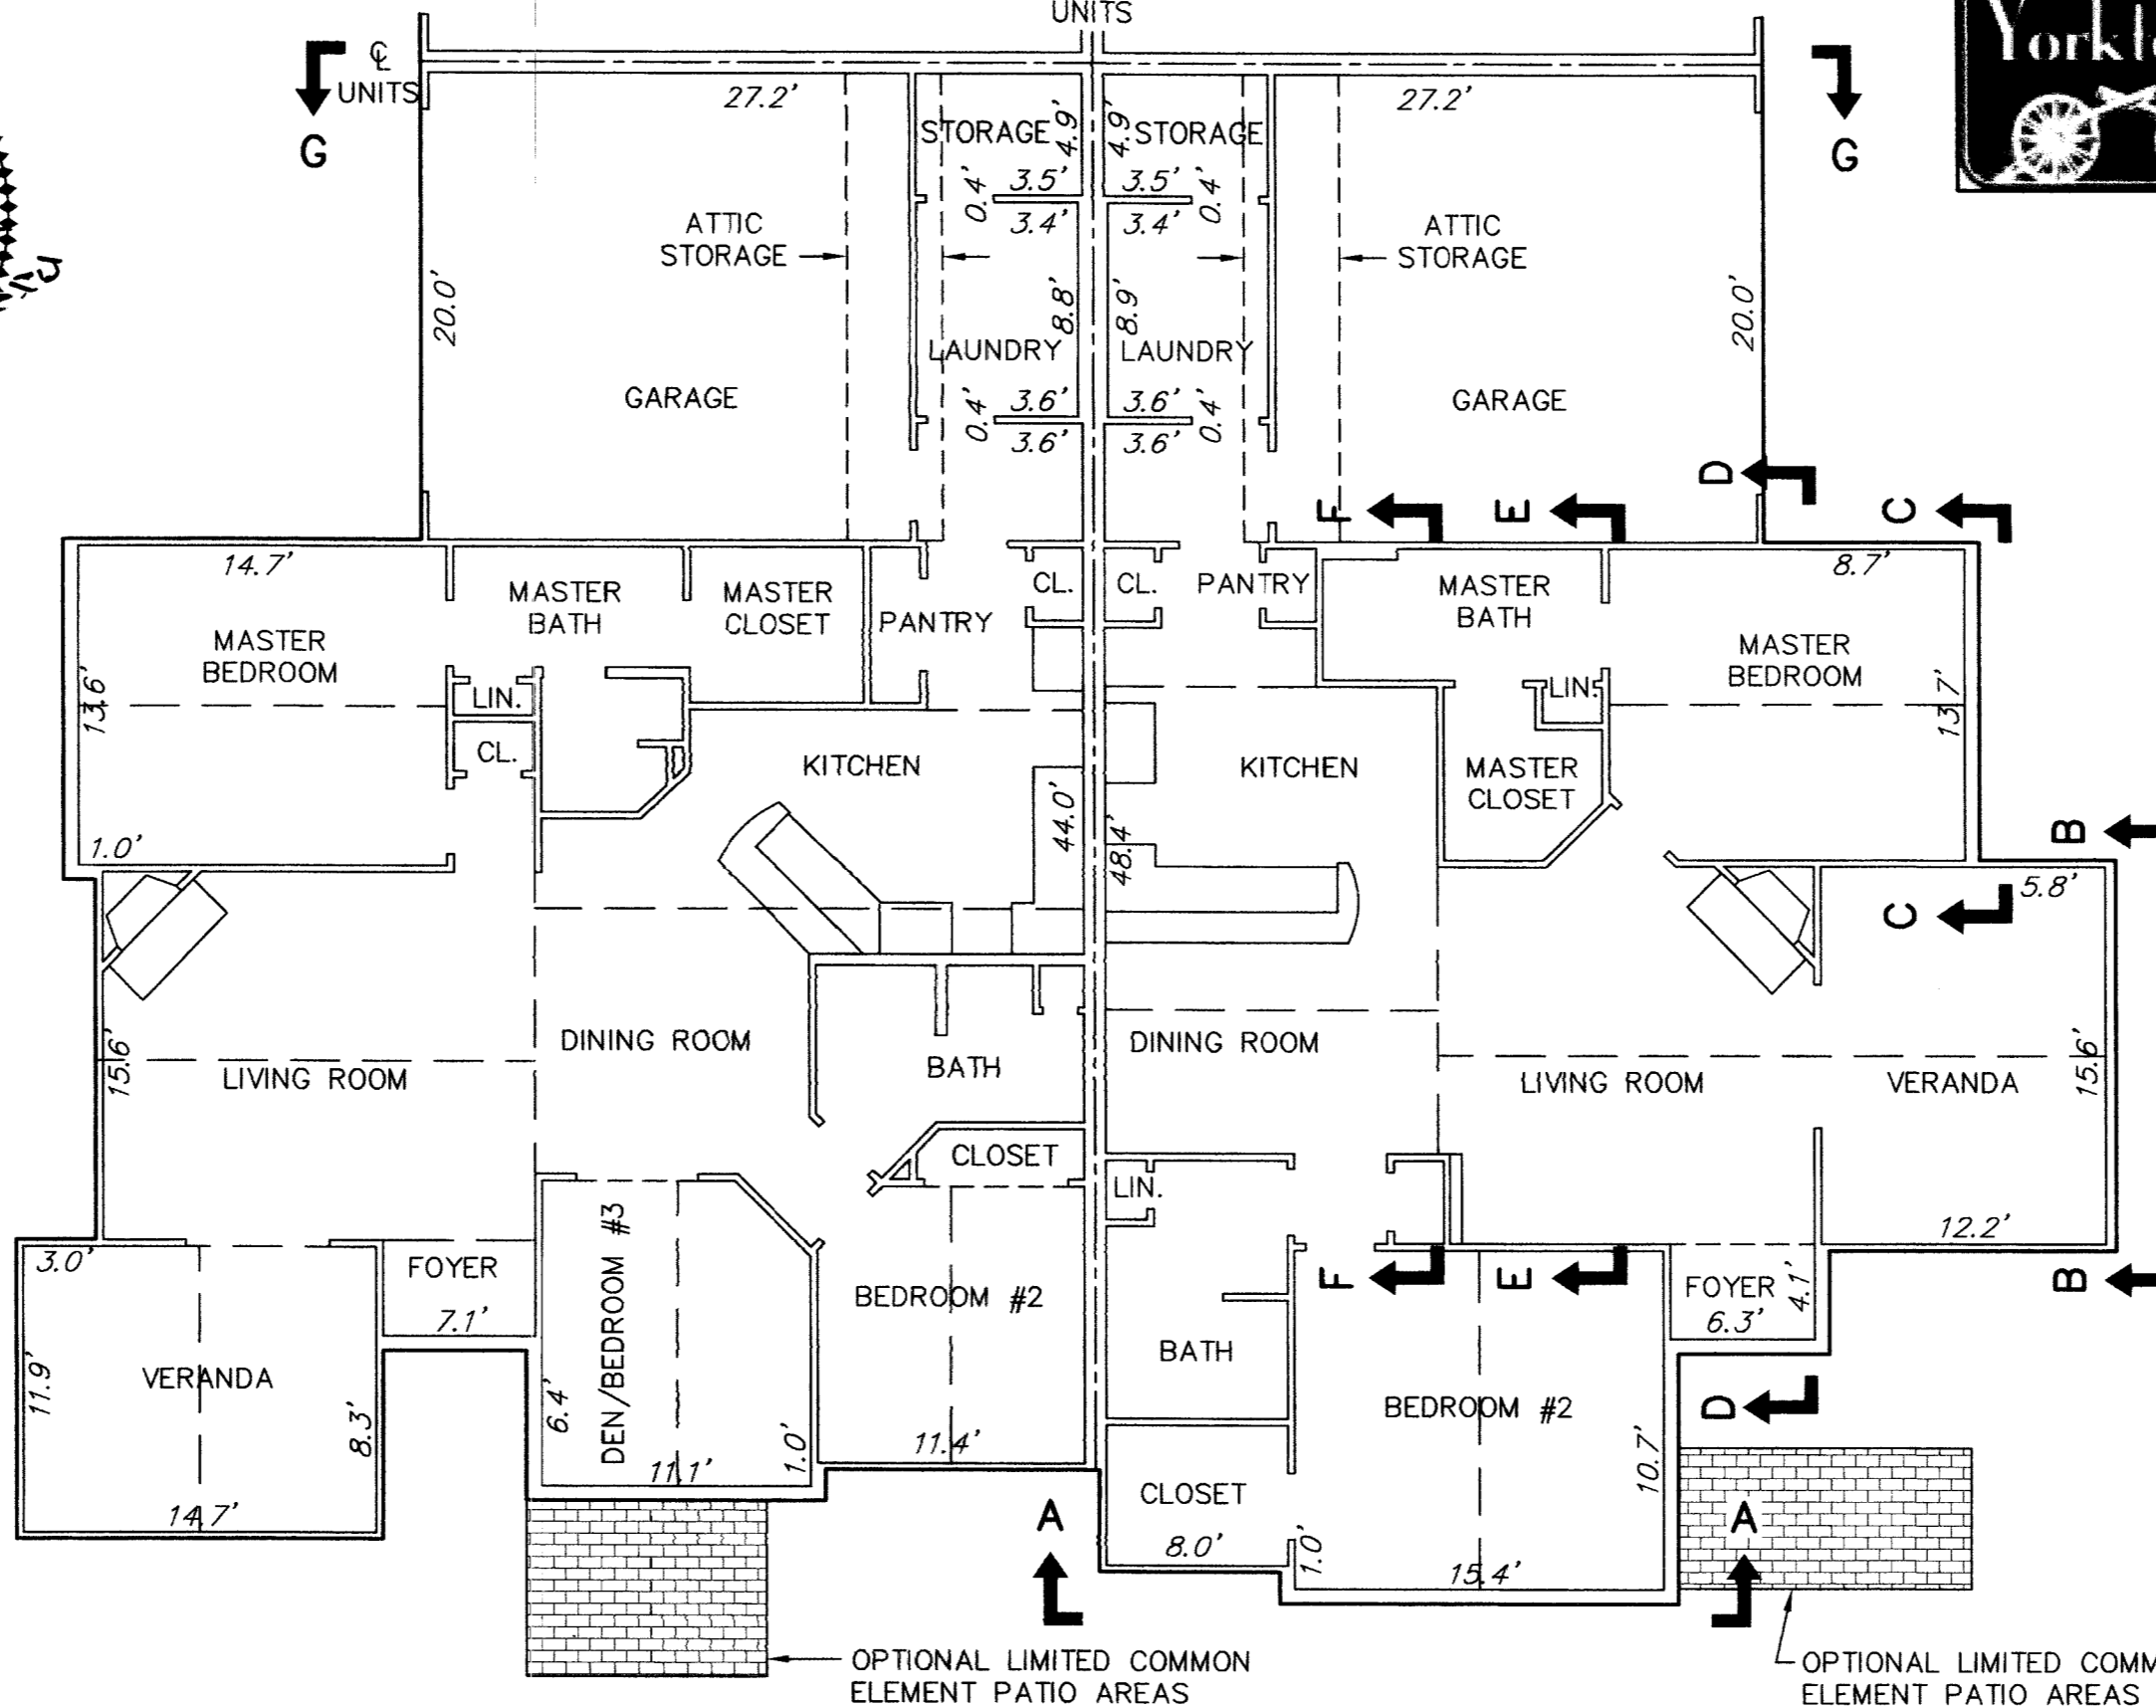 UNITS
℄
UNITS
G
27.2'
STORAGE
4.9'
4.9'
STORAGE
27.2'
G
ATTIC
STORAGE
0.4'
3.5'
3.4'
3.5'
3.4'
0.4'
ATTIC
STORAGE
20.0'
8.8'
8.9'
20.0'
LAUNDRY
LAUNDRY
GARAGE
0.4'
3.6'
3.6'
3.6'
3.6'
0.4'
GARAGE
F
E
D
C
14.7'
MASTER
BATH
MASTER
CLOSET
PANTRY
CL.
CL.
PANTRY
MASTER
BATH
8.7'
MASTER
BEDROOM
MASTER
BEDROOM
13.6'
LIN.
CL.
LIN.
13.7'
KITCHEN
KITCHEN
MASTER
CLOSET
1.0'
44.0'
48.4'
B
5.8'
C
15.6'
LIVING ROOM
DINING ROOM
BATH
DINING ROOM
LIVING ROOM
VERANDA
15.6'
CLOSET
LIN.
12.2'
3.0'
FOYER
7.1'
DEN/BEDROOM #3
BEDROOM #2
F
E
FOYER
6.3'
4.1'
B
11.9'
VERANDA
8.3'
6.4'
BATH
BEDROOM #2
D
14.7'
11.1'
1.0'
11.4'
CLOSET
8.0'
1.0'
15.4'
10.7'
A
A
OPTIONAL LIMITED COMMON
ELEMENT PATIO AREAS
OPTIONAL LIMITED COMM
ELEMENT PATIO AREAS
Yorkt